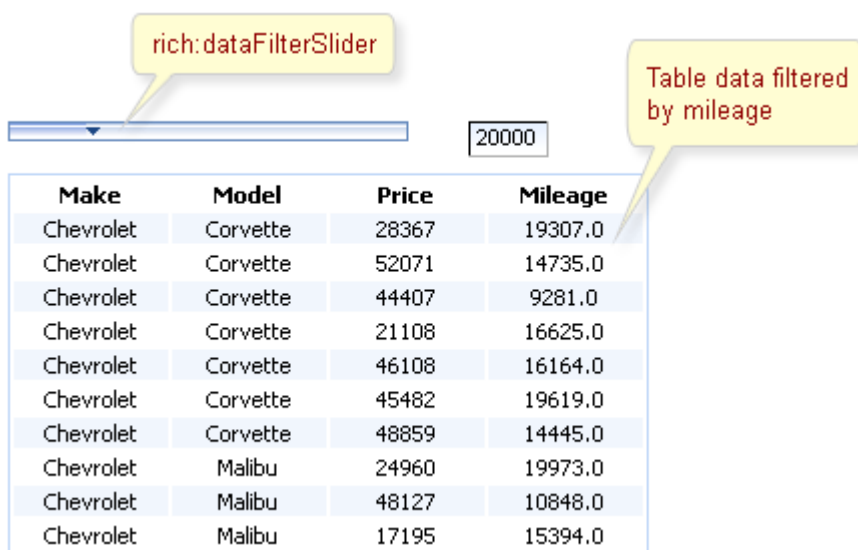 rich:dataFilterSlider
Table data filtered
by mileage
20000
Make Model Price Mileage
Chevrolet Corvette 28367 19307.0
Chevrolet Corvette 52071 14735.0
Chevrolet Corvette 44407 9281.0
Chevrolet Corvette 21108 16625.0
Chevrolet Corvette 46108 16164.0
Chevrolet Corvette 45482 19619.0
Chevrolet Corvette 48859 14445.0
Chevrolet Malibu 24960 19973.0
Chevrolet Malibu 48127 10848.0
Chevrolet Malibu 17195 15394.0